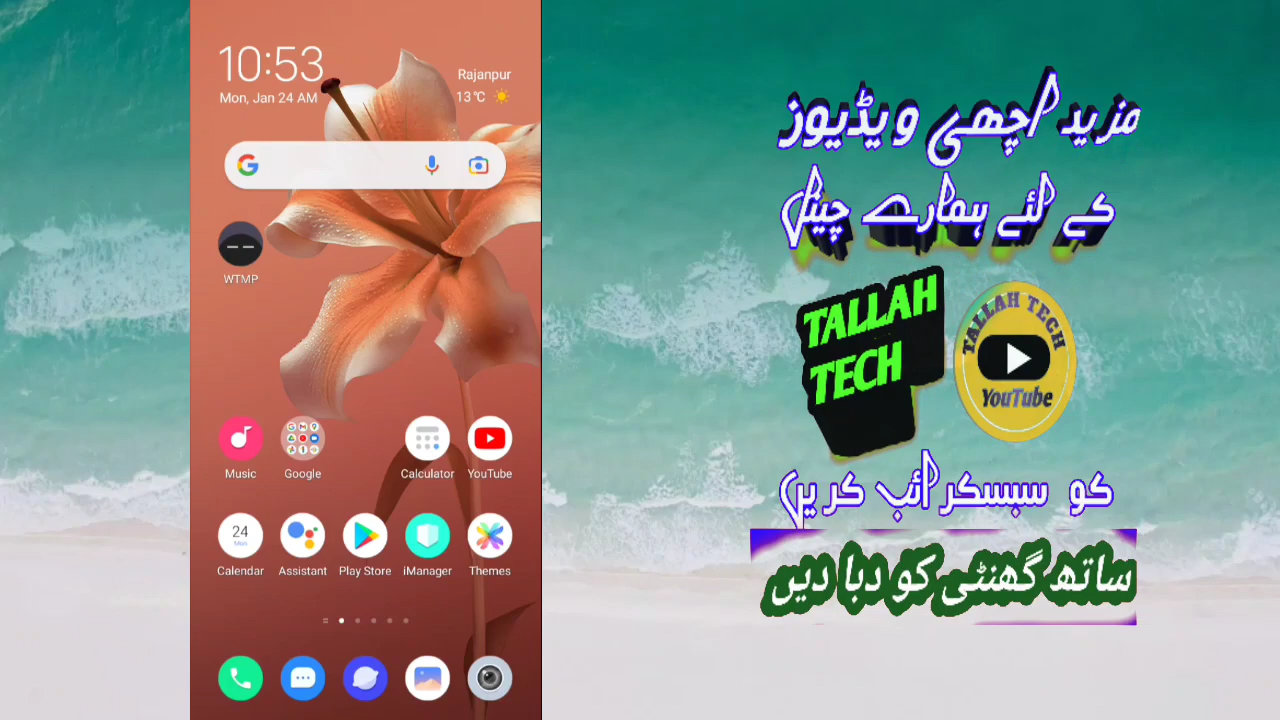 10:53
Mon, Jan 24 AM
Rajanpur
13°C
WTMP
Music
Google
Calculator
YouTube
24
Mon
Calendar
Assistant
Play Store
iManager
Themes
مزید اچھی ویڈیوز
کے لئے ہمارے چینل
TALLAH
TECH
TALLAH TECH
YouTube
کو سبسکرائب کریں
ساتھ گھنٹی کو دبا دیں